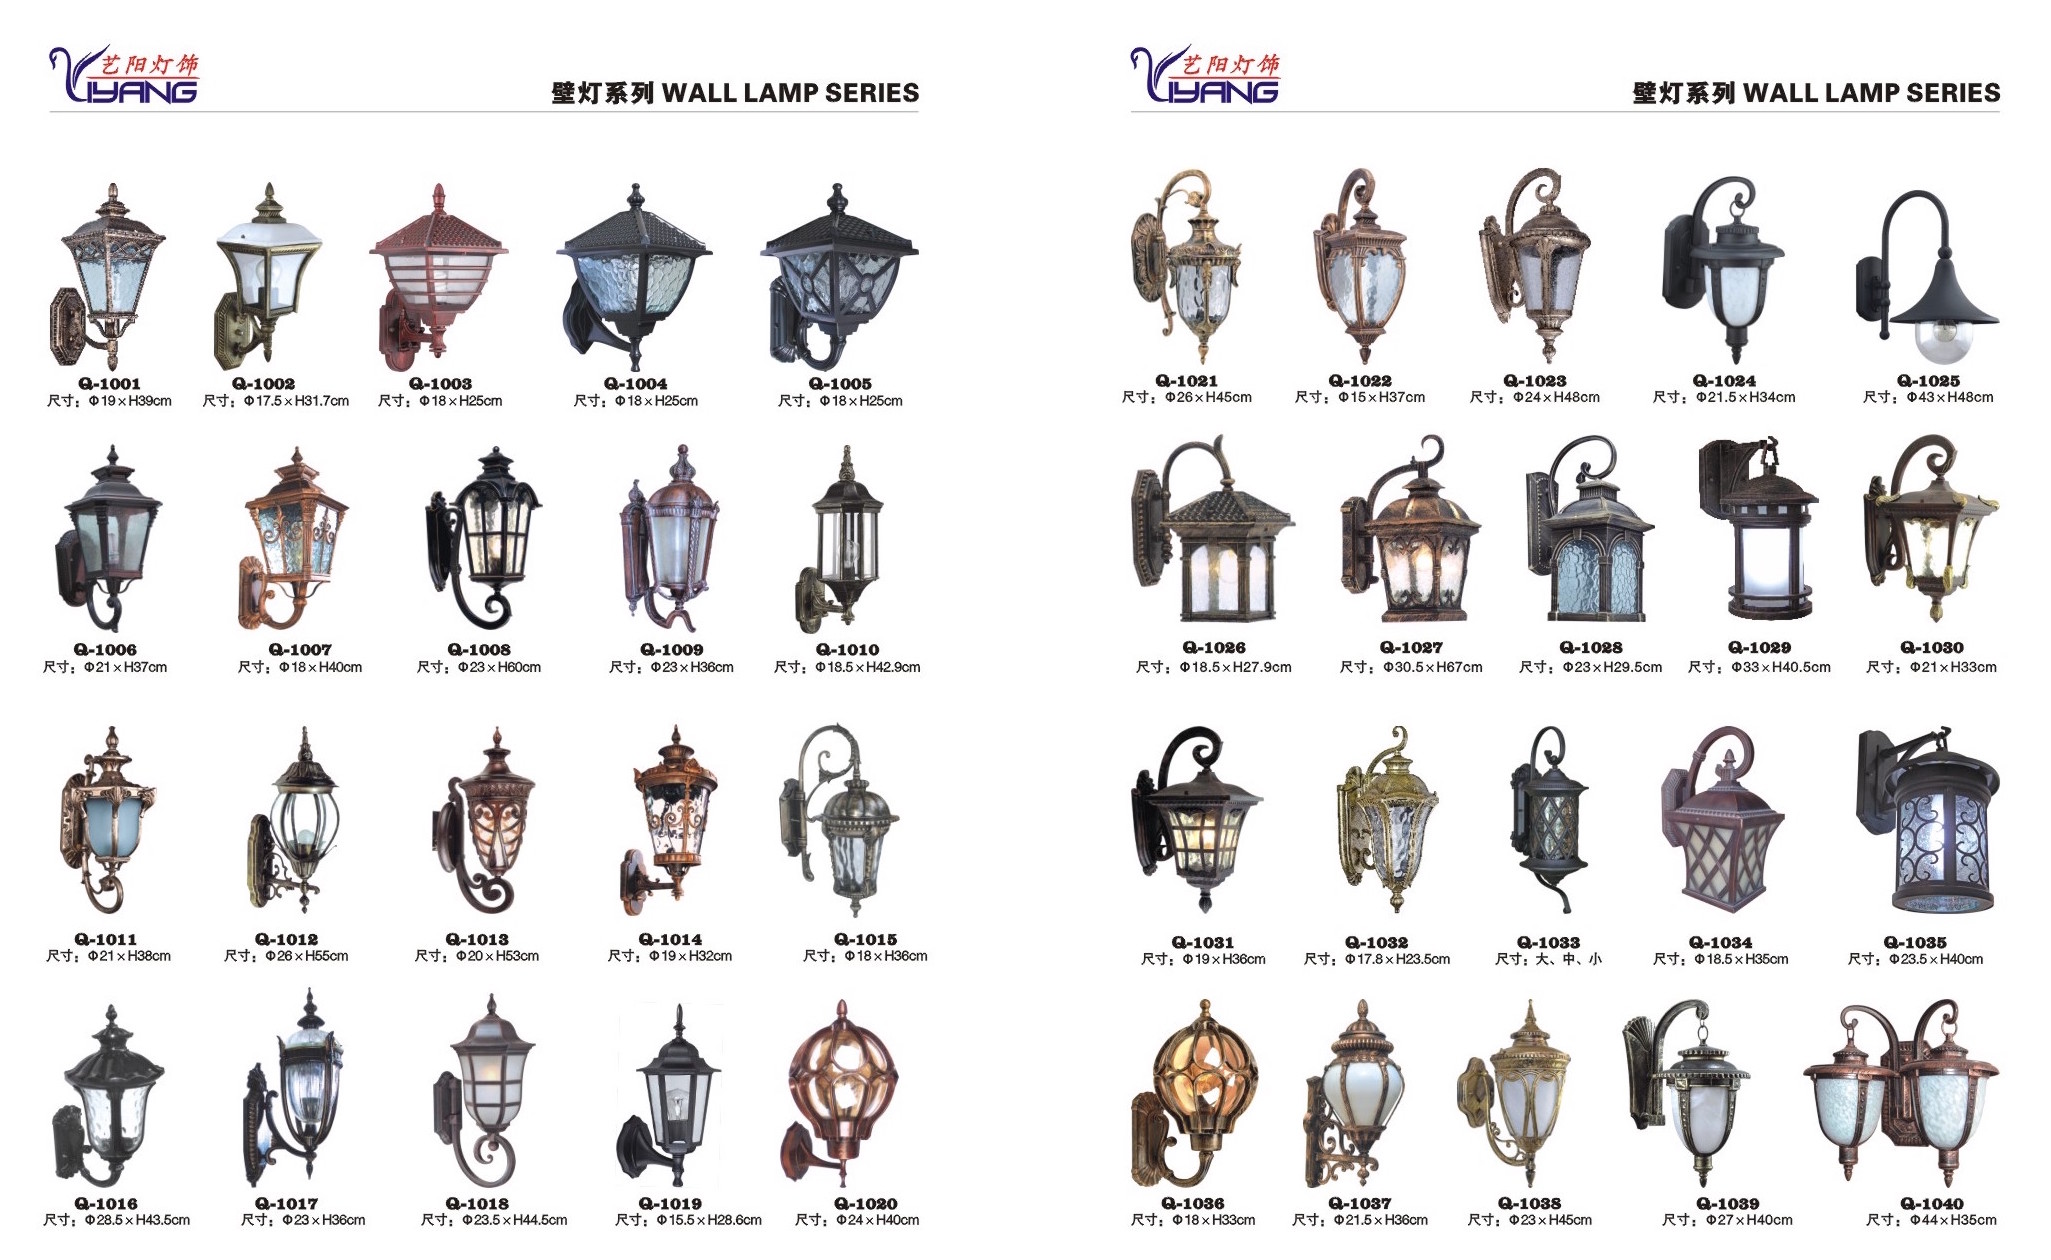 艺阳灯饰
YIYANG
壁灯系列 WALL LAMP SERIES
Q-1001 Q-1002 Q-1003 Q-1004 Q-1005
尺寸：Φ19×H39cm 尺寸：Φ17.5×H31.7cm 尺寸：Φ18×H25cm 尺寸：Φ18×H25cm 尺寸：Φ18×H25cm
Q-1006 Q-1007 Q-1008 Q-1009 Q-1010
尺寸：Φ21×H37cm 尺寸：Φ18×H40cm 尺寸：Φ23×H60cm 尺寸：Φ23×H36cm 尺寸：Φ18.5×H42.9cm
Q-1011 Q-1012 Q-1013 Q-1014 Q-1015
尺寸：Φ21×H38cm 尺寸：Φ26×H55cm 尺寸：Φ20×H53cm 尺寸：Φ19×H32cm 尺寸：Φ18×H36cm
Q-1016 Q-1017 Q-1018 Q-1019 Q-1020
尺寸：Φ28.5×H43.5cm 尺寸：Φ23×H36cm 尺寸：Φ23.5×H44.5cm 尺寸：Φ15.5×H28.6cm 尺寸：Φ24×H40cm
艺阳灯饰
YIYANG
壁灯系列 WALL LAMP SERIES
Q-1021 Q-1022 Q-1023 Q-1024 Q-1025
尺寸：Φ26×H45cm 尺寸：Φ15×H37cm 尺寸：Φ24×H48cm 尺寸：Φ21.5×H34cm 尺寸：Φ43×H48cm
Q-1026 Q-1027 Q-1028 Q-1029 Q-1030
尺寸：Φ18.5×H27.9cm 尺寸：Φ30.5×H67cm 尺寸：Φ23×H29.5cm 尺寸：Φ33×H40.5cm 尺寸：Φ21×H33cm
Q-1031 Q-1032 Q-1033 Q-1034 Q-1035
尺寸：Φ19×H36cm 尺寸：Φ17.8×H23.5cm 尺寸：大、中、小 尺寸：Φ18.5×H35cm 尺寸：Φ23.5×H40cm
Q-1036 Q-1037 Q-1038 Q-1039 Q-1040
尺寸：Φ18×H33cm 尺寸：Φ21.5×H36cm 尺寸：Φ23×H45cm 尺寸：Φ27×H40cm 尺寸：Φ44×H35cm